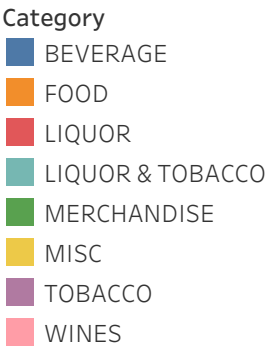 Category
BEVERAGE
FOOD
LIQUOR
LIQUOR & TOBACCO
MERCHANDISE
MISC
TOBACCO
WINES